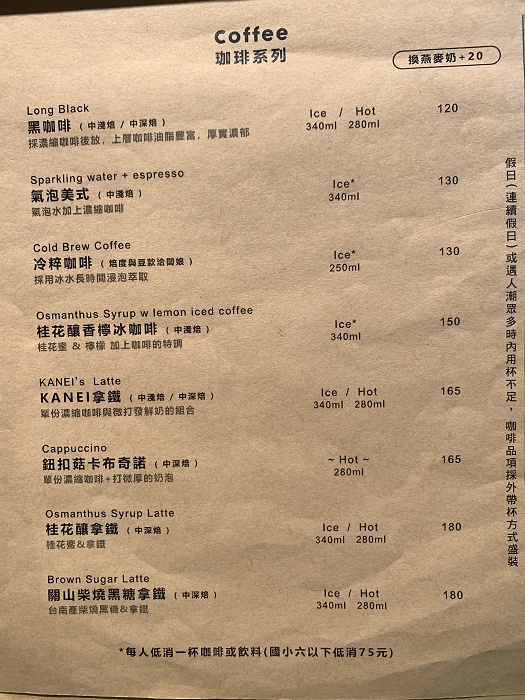 Coffee
珈琲系列
換燕麥奶+20
Long Black
黑咖啡 ( 中淺焙 / 中深焙 )
採濃縮咖啡後放，上層咖啡油脂豐富，厚實濃郁
Ice / Hot
340ml 280ml
120
Sparkling water + espresso
氣泡美式 ( 中淺焙 )
氣泡水加上濃縮咖啡
Ice*
340ml
130
Cold Brew Coffee
冷粹咖啡 ( 焙度與豆款洽闆娘 )
採用冰水長時間浸泡萃取
Ice*
250ml
130
Osmanthus Syrup w lemon iced coffee
桂花釀香檸冰咖啡 ( 中淺焙 )
桂花蜜 & 檸檬 加上咖啡的特調
Ice*
340ml
150
KANEI's Latte
KANEI拿鐵 ( 中淺焙 / 中深焙 )
單份濃縮咖啡與微打發鮮奶的組合
Ice / Hot
340ml 280ml
165
Cappuccino
鈕扣菇卡布奇諾 ( 中深焙 )
單份濃縮咖啡+打微厚的奶泡
~ Hot ~
280ml
165
Osmanthus Syrup Latte
桂花釀拿鐵 ( 中深焙 )
桂花蜜&拿鐵
Ice / Hot
340ml 280ml
180
Brown Sugar Latte
關山柴燒黑糖拿鐵 ( 中深焙 )
台南產柴燒黑糖&拿鐵
Ice / Hot
340ml 280ml
180
假日(連續假日)或遇人潮眾多時內用杯不足，咖啡品項採外帶杯方式盛裝
*每人低消一杯咖啡或飲料(國小六以下低消75元)